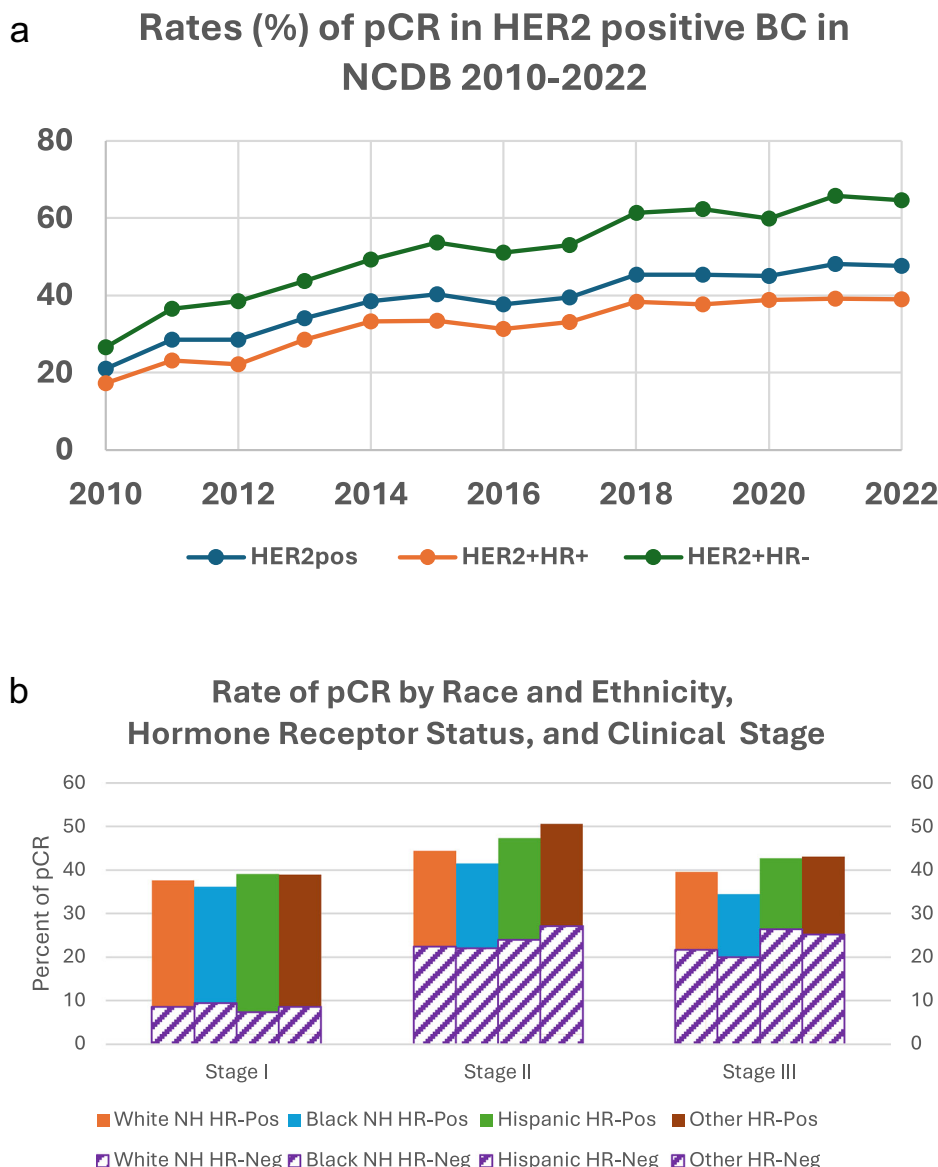 a
Rates (%) of pCR in HER2 positive BC in
NCDB 2010-2022
80
60
40
20
0
2010 2012 2014 2016 2018 2020 2022
HER2pos HER2+HR+ HER2+HR-
b
Rate of pCR by Race and Ethnicity,
Hormone Receptor Status, and Clinical Stage
Percent of pCR
60 60
50 50
40 40
30 30
20 20
10 10
0 0
Stage I Stage II Stage III
White NH HR-Pos Black NH HR-Pos Hispanic HR-Pos Other HR-Pos
White NH HR-Neg Black NH HR-Neg Hispanic HR-Neg Other HR-Neg